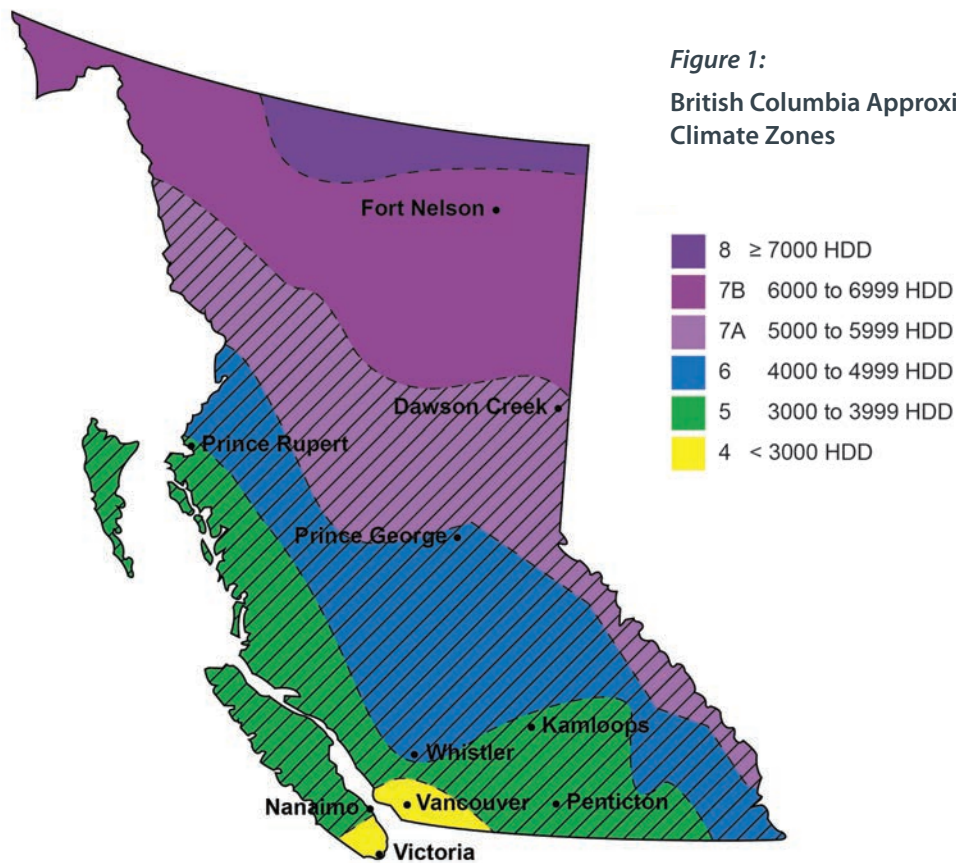 Figure 1:
British Columbia Approxi
Climate Zones
Fort Nelson
8 ≥ 7000 HDD
7B 6000 to 6999 HDD
7A 5000 to 5999 HDD
6 4000 to 4999 HDD
5 3000 to 3999 HDD
4 < 3000 HDD
Dawson Creek
Prince Rupert
Prince George
Kamloops
Whistler
Nanaimo
Vancouver
Penticton
Victoria